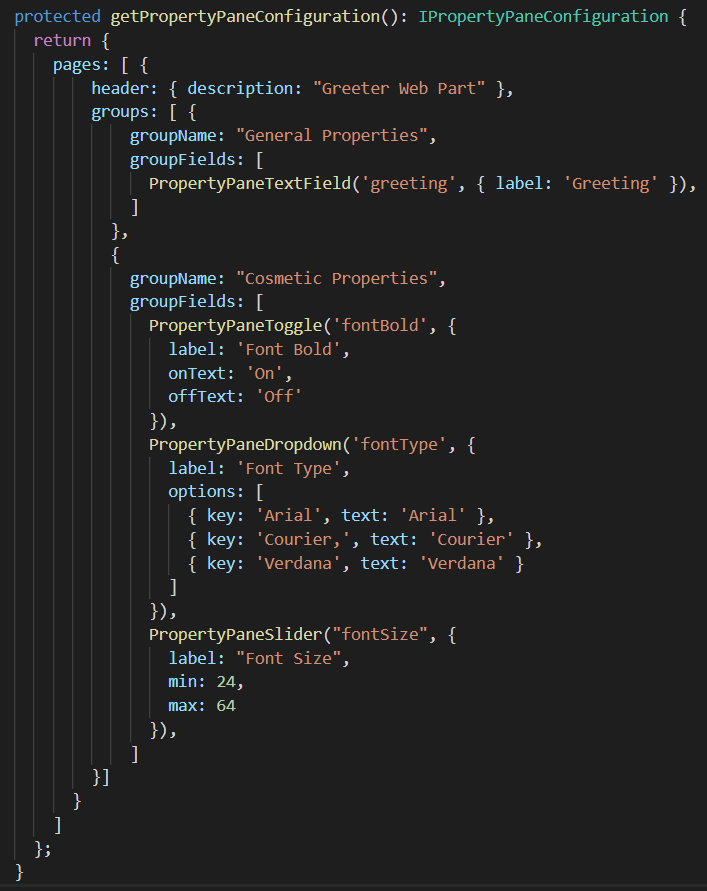 protected getPropertyPaneConfiguration(): IPropertyPaneConfiguration {
  return {
    pages: [ {
        header: { description: "Greeter Web Part" },
        groups: [ {
            groupName: "General Properties",
            groupFields: [
              PropertyPaneTextField('greeting', { label: 'Greeting' }),
            ]
          },
          {
            groupName: "Cosmetic Properties",
            groupFields: [
              PropertyPaneToggle('fontBold', {
                label: 'Font Bold',
                onText: 'On',
                offText: 'Off'
              }),
              PropertyPaneDropdown('fontType', {
                label: 'Font Type',
                options: [
                  { key: 'Arial', text: 'Arial' },
                  { key: 'Courier,', text: 'Courier' },
                  { key: 'Verdana', text: 'Verdana' }
                ]
              }),
              PropertyPaneSlider("fontSize", {
                label: "Font Size",
                min: 24,
                max: 64
              }),
            ]
        }]
      }
    ]
  };
}